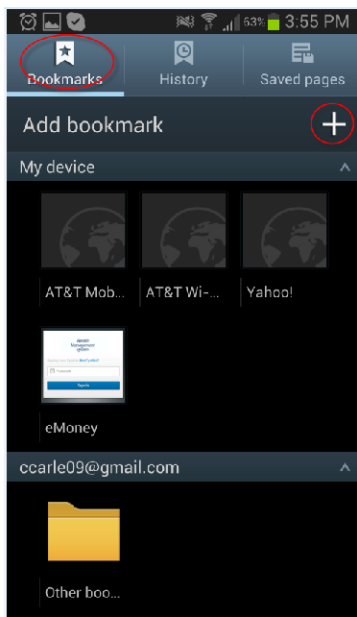 53% 3:55 PM
Bookmarks History Saved pages
Add bookmark
My device
AT&T Mob... AT&T Wi-... Yahoo!
eMoney
ccarle09@gmail.com
Other boo...